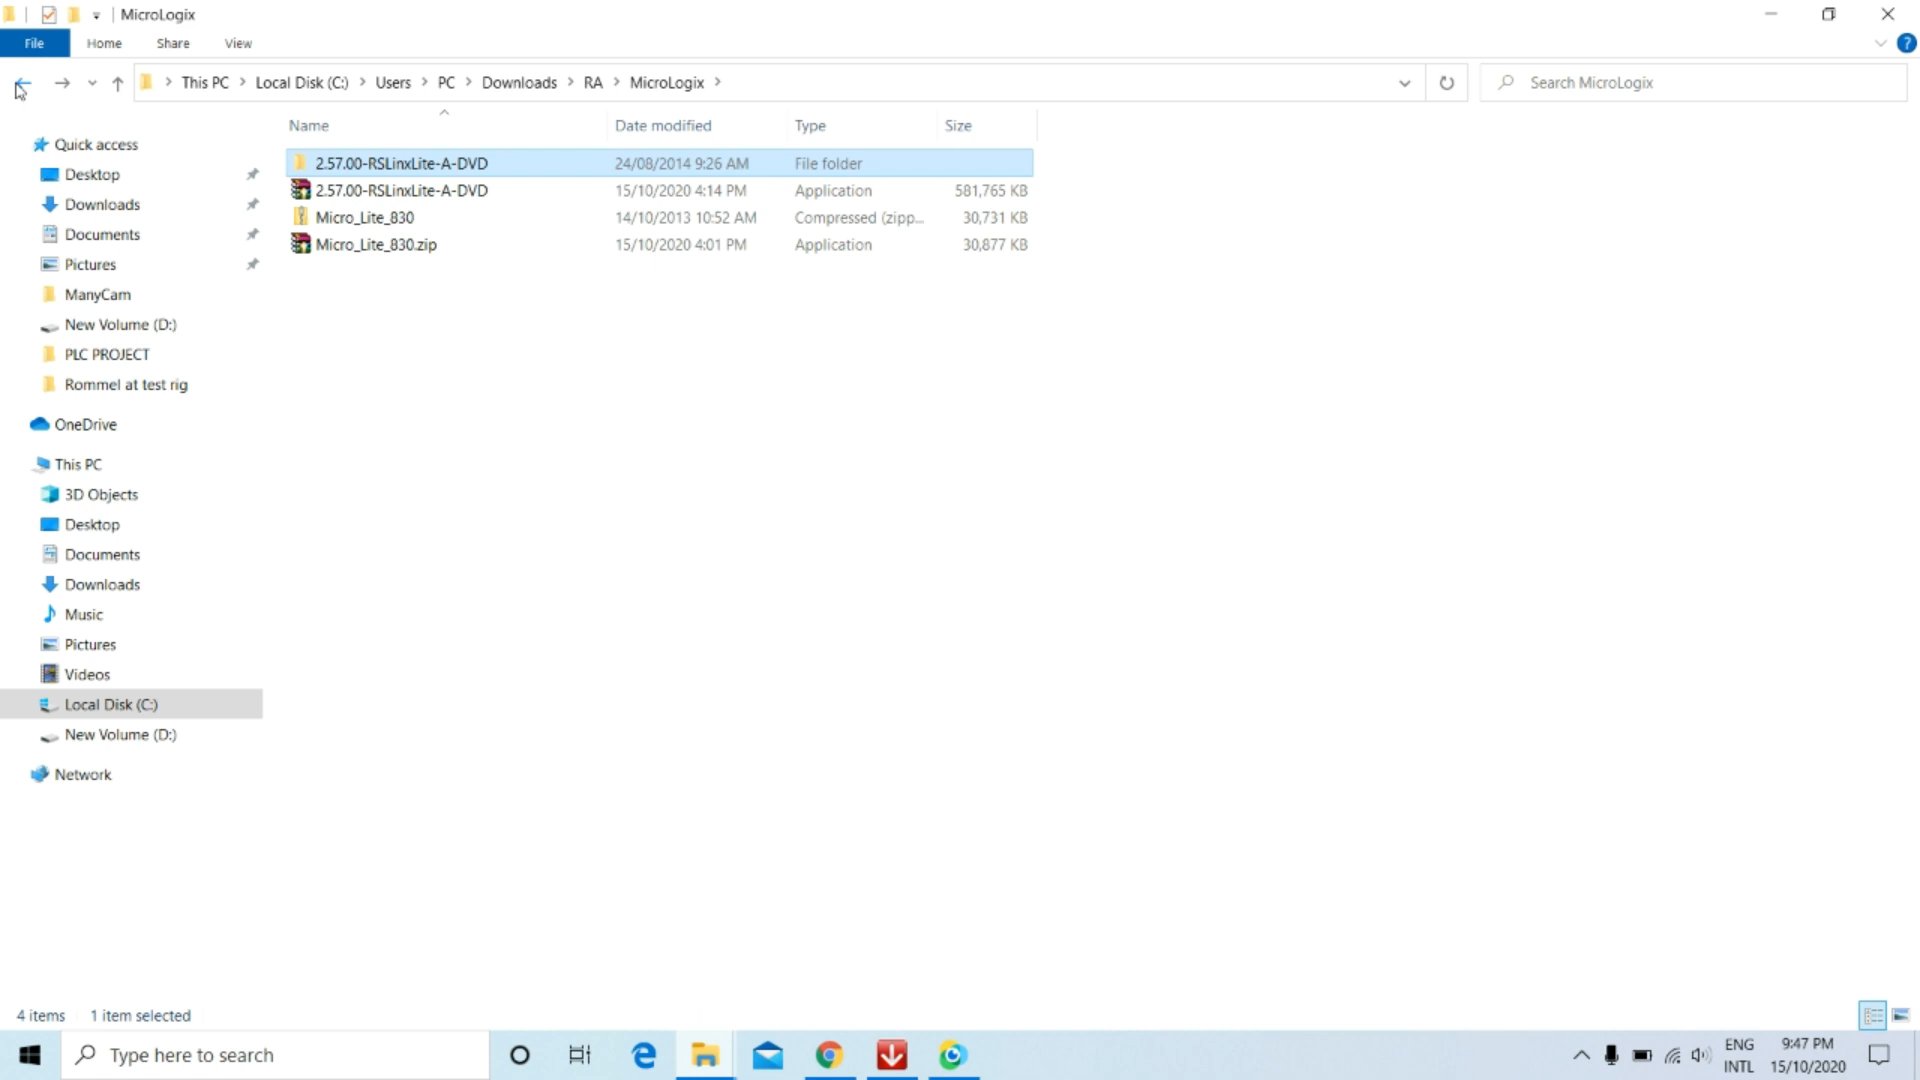 MicroLogix
File Home Share View
This PC Local Disk (C:) Users PC Downloads RA MicroLogix
Search MicroLogix
Name Date modified Type Size
2.57.00-RSLinxLite-A-DVD 24/08/2014 9:26 AM File folder
2.57.00-RSLinxLite-A-DVD 15/10/2020 4:14 PM Application 581,765 KB
Micro_Lite_830 14/10/2013 10:52 AM Compressed (zipp... 30,731 KB
Micro_Lite_830.zip 15/10/2020 4:01 PM Application 30,877 KB
Quick access
Desktop
Downloads
Documents
Pictures
ManyCam
New Volume (D:)
PLC PROJECT
Rommel at test rig
OneDrive
This PC
3D Objects
Desktop
Documents
Downloads
Music
Pictures
Videos
Local Disk (C:)
New Volume (D:)
Network
4 items 1 item selected
Type here to search
ENG
INTL
9:47 PM
15/10/2020